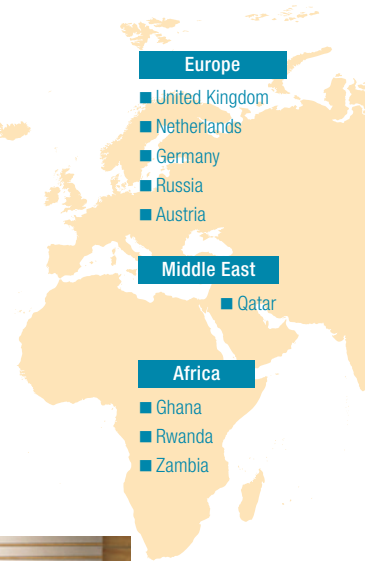 Europe
■ United Kingdom
■ Netherlands
■ Germany
■ Russia
■ Austria
Middle East
■ Qatar
Africa
■ Ghana
■ Rwanda
■ Zambia